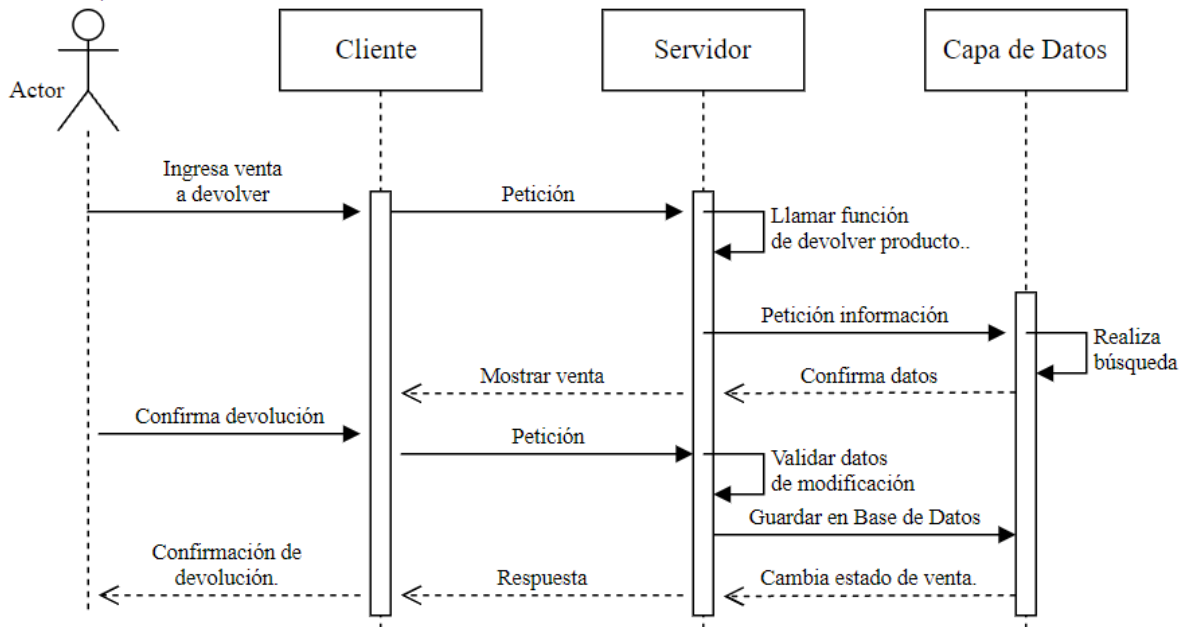 Cliente
Servidor
Capa de Datos
Actor
Ingresa venta
a devolver
Petición
Llamar función
de devolver producto..
Petición información
Realiza
búsqueda
Mostrar venta
Confirma datos
Confirma devolución
Petición
Validar datos
de modificación
Guardar en Base de Datos
Confirmación de
devolución.
Respuesta
Cambia estado de venta.